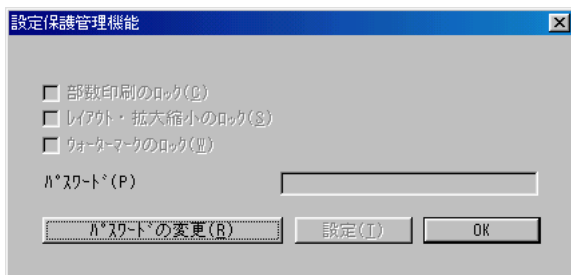 設定保護管理機能
部数印刷のﾛｯｸ(C)
ﾚｲｱｳﾄ・拡大縮小のﾛｯｸ(S)
ｳｫｰﾀｰﾏｰｸのﾛｯｸ(W)
ﾊﾟｽﾜｰﾄﾞ(P)
ﾊﾟｽﾜｰﾄﾞの変更(R) 設定(T) OK